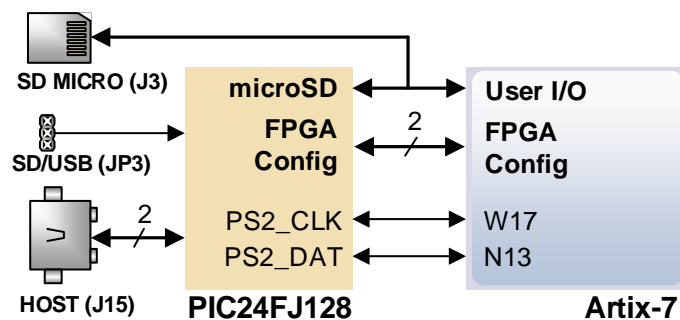 SD MICRO (J3)
microSD
User I/O
2
FPGA
Config
FPGA
Config
SD/USB (JP3)
2
PS2_CLK
W17
PS2_DAT
N13
HOST (J15)
PIC24FJ128
Artix-7